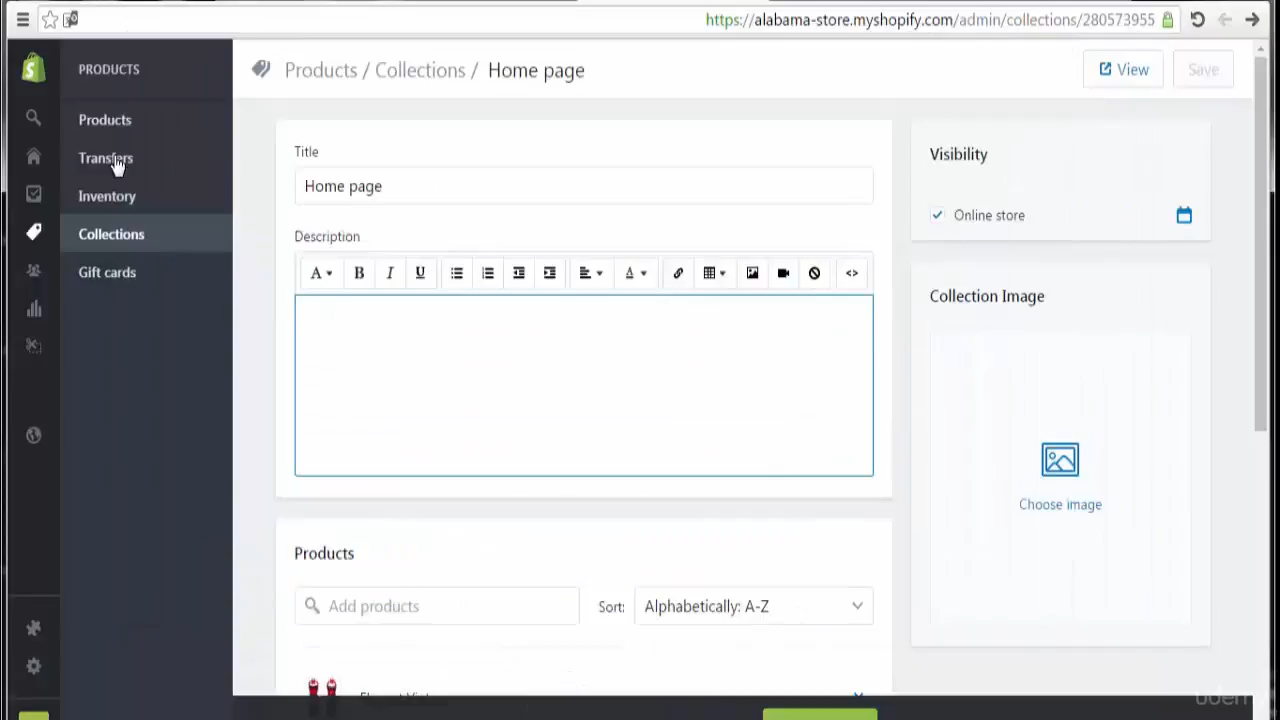 https://alabama-store.myshopify.com/admin/collections/280573955
PRODUCTS
Products / Collections / Home page
View
Save
Products
Transfers
Inventory
Collections
Gift cards
Title
Home page
Description
A
B
I
U
A
<>
Visibility
Online store
Collection Image
Choose image
Products
Add products
Sort:
Alphabetically: A-Z